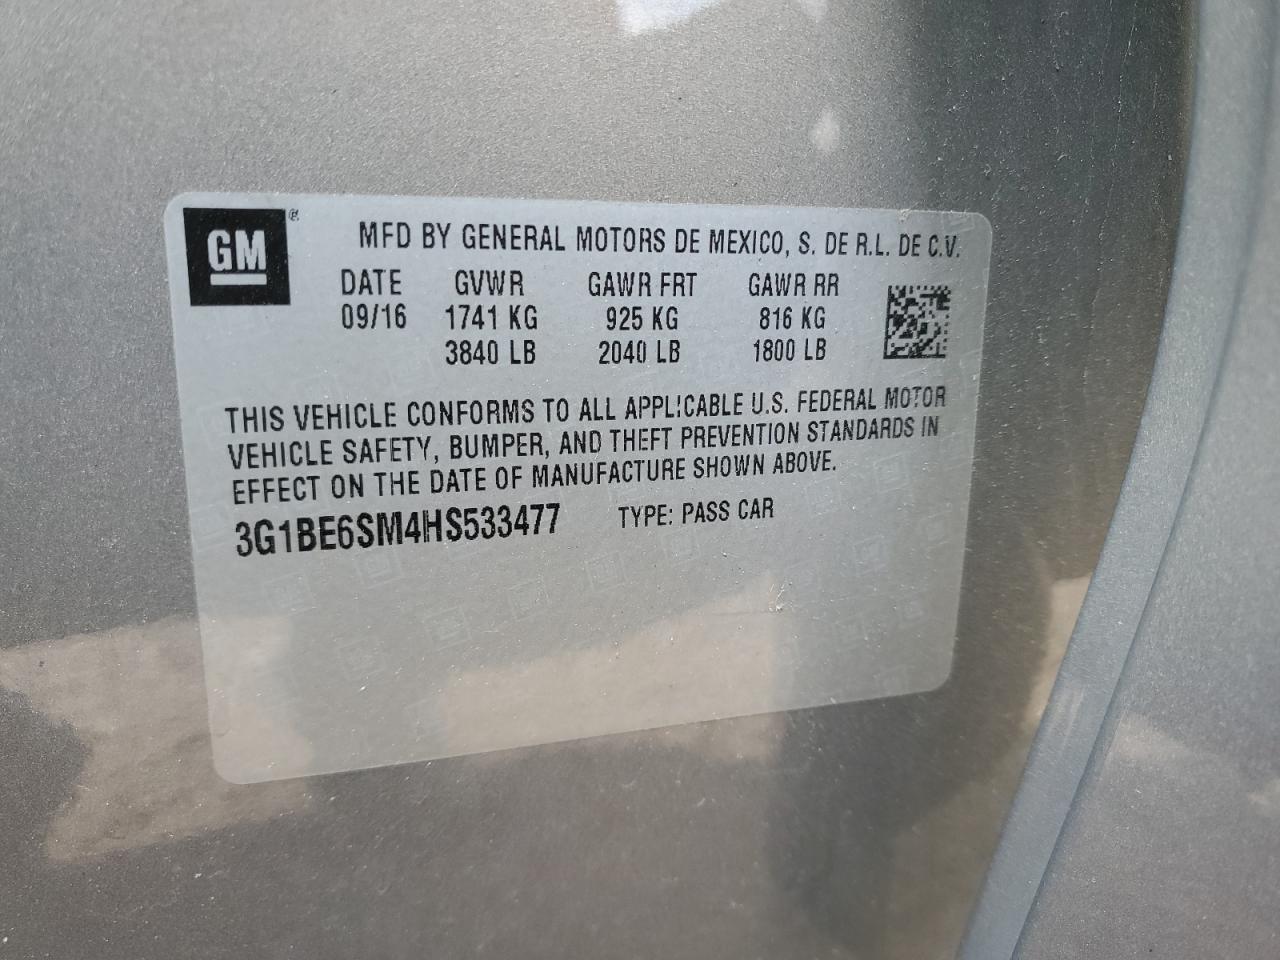 GM ®
MFD BY GENERAL MOTORS DE MEXICO, S. DE R.L. DE C.V.
DATE GVWR GAWR FRT GAWR RR
09/16 1741 KG 925 KG 816 KG
3840 LB 2040 LB 1800 LB
THIS VEHICLE CONFORMS TO ALL APPLICABLE U.S. FEDERAL MOTOR
VEHICLE SAFETY, BUMPER, AND THEFT PREVENTION STANDARDS IN
EFFECT ON THE DATE OF MANUFACTURE SHOWN ABOVE.
3G1BE6SM4HS533477 TYPE: PASS CAR